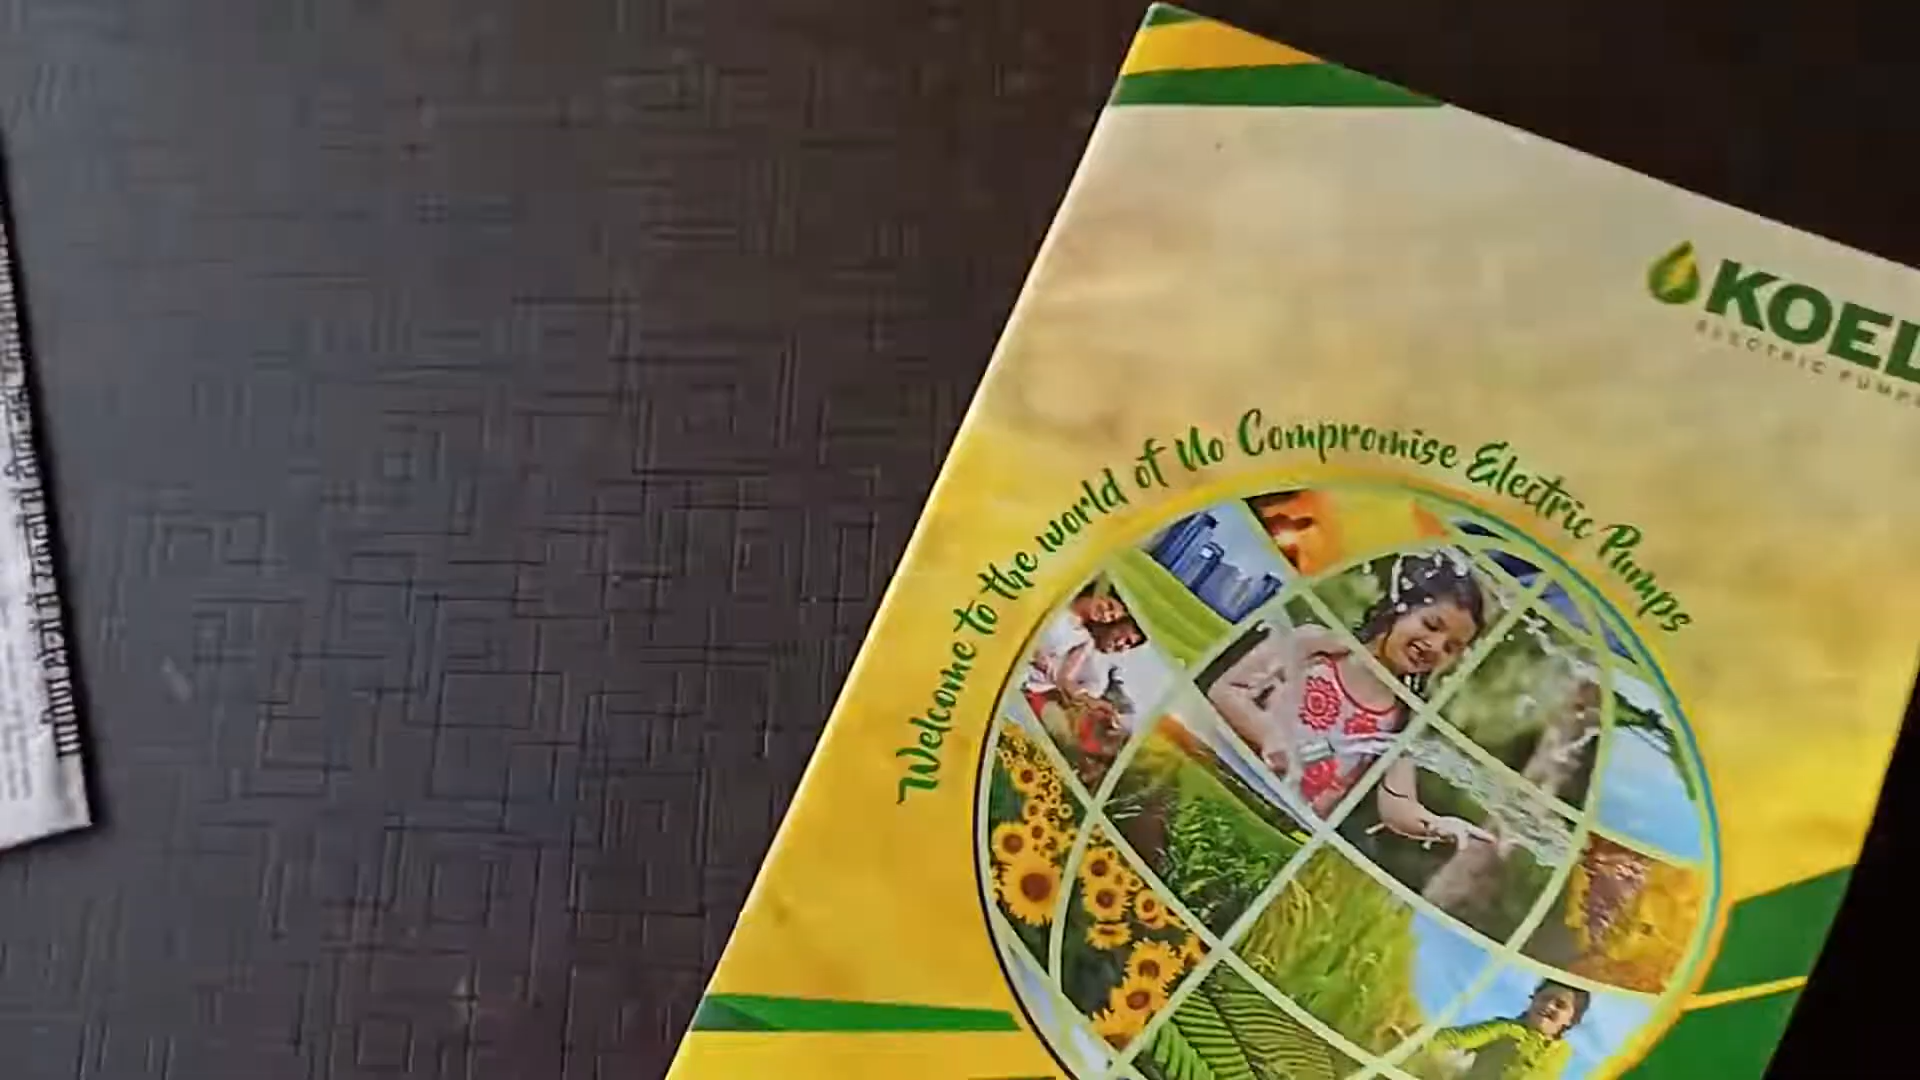 KOEL
ELECTRIC PUMPS
Welcome to the world of No Compromise Electric Pumps